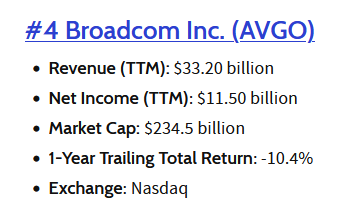 #4 Broadcom Inc. (AVGO)
• Revenue (TTM): $33.20 billion
• Net Income (TTM): $11.50 billion
• Market Cap: $234.5 billion
• 1-Year Trailing Total Return: -10.4%
• Exchange: Nasdaq